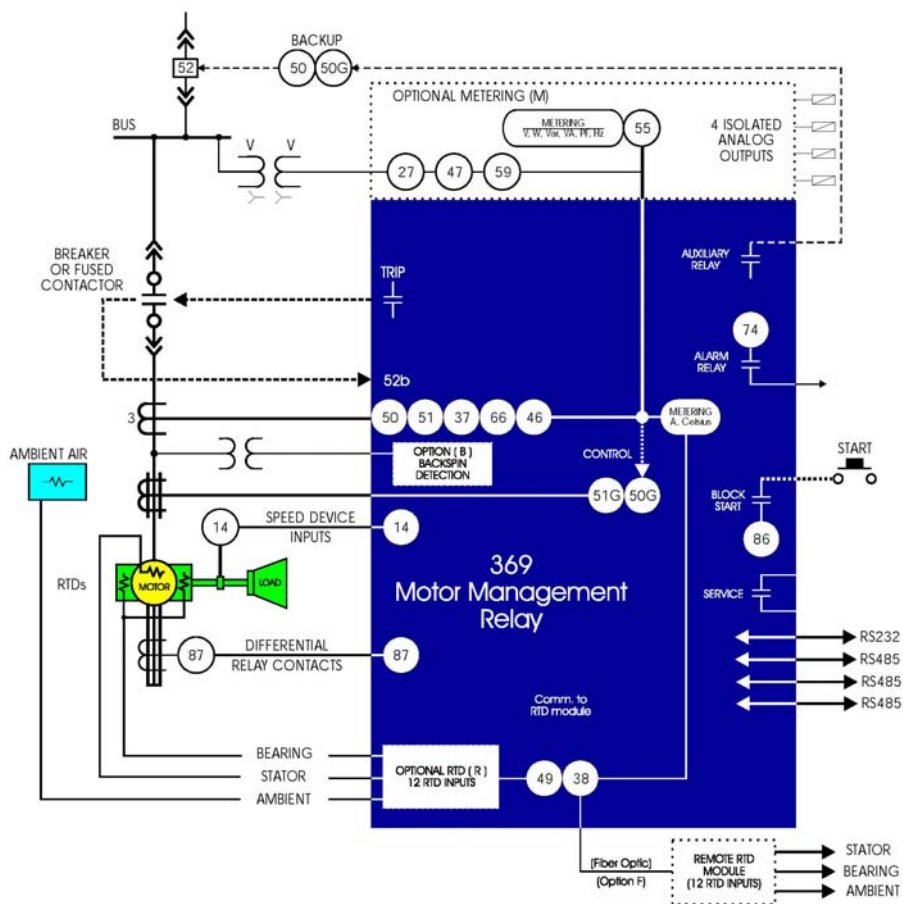 BACKUP
52
50
50G
OPTIONAL METERING (M)
METERING
V, W, Var, VA, PF, Hz
55
4 ISOLATED
ANALOG
OUTPUTS
BUS
V
V
27
47
59
BREAKER
OR FUSED
CONTACTOR
TRIP
AUXILIARY
RELAY
74
ALARM
RELAY
52b
3
50
51
37
66
46
METERING
A, Celsius
AMBIENT AIR
OPTION ( B )
BACKSPIN
DETECTION
CONTROL
START
51G
50G
BLOCK
START
14
SPEED DEVICE
INPUTS
14
86
369
Motor Management
Relay
RTDs
MOTOR
LOAD
SERVICE
RS232
RS485
RS485
RS485
87
DIFFERENTIAL
RELAY CONTACTS
87
Comm. to
RTD module
BEARING
STATOR
AMBIENT
OPTIONAL RTD ( R )
12 RTD INPUTS
49
38
(Fiber Optic)
(Option F)
REMOTE RTD
MODULE
(12 RTD INPUTS)
STATOR
BEARING
AMBIENT